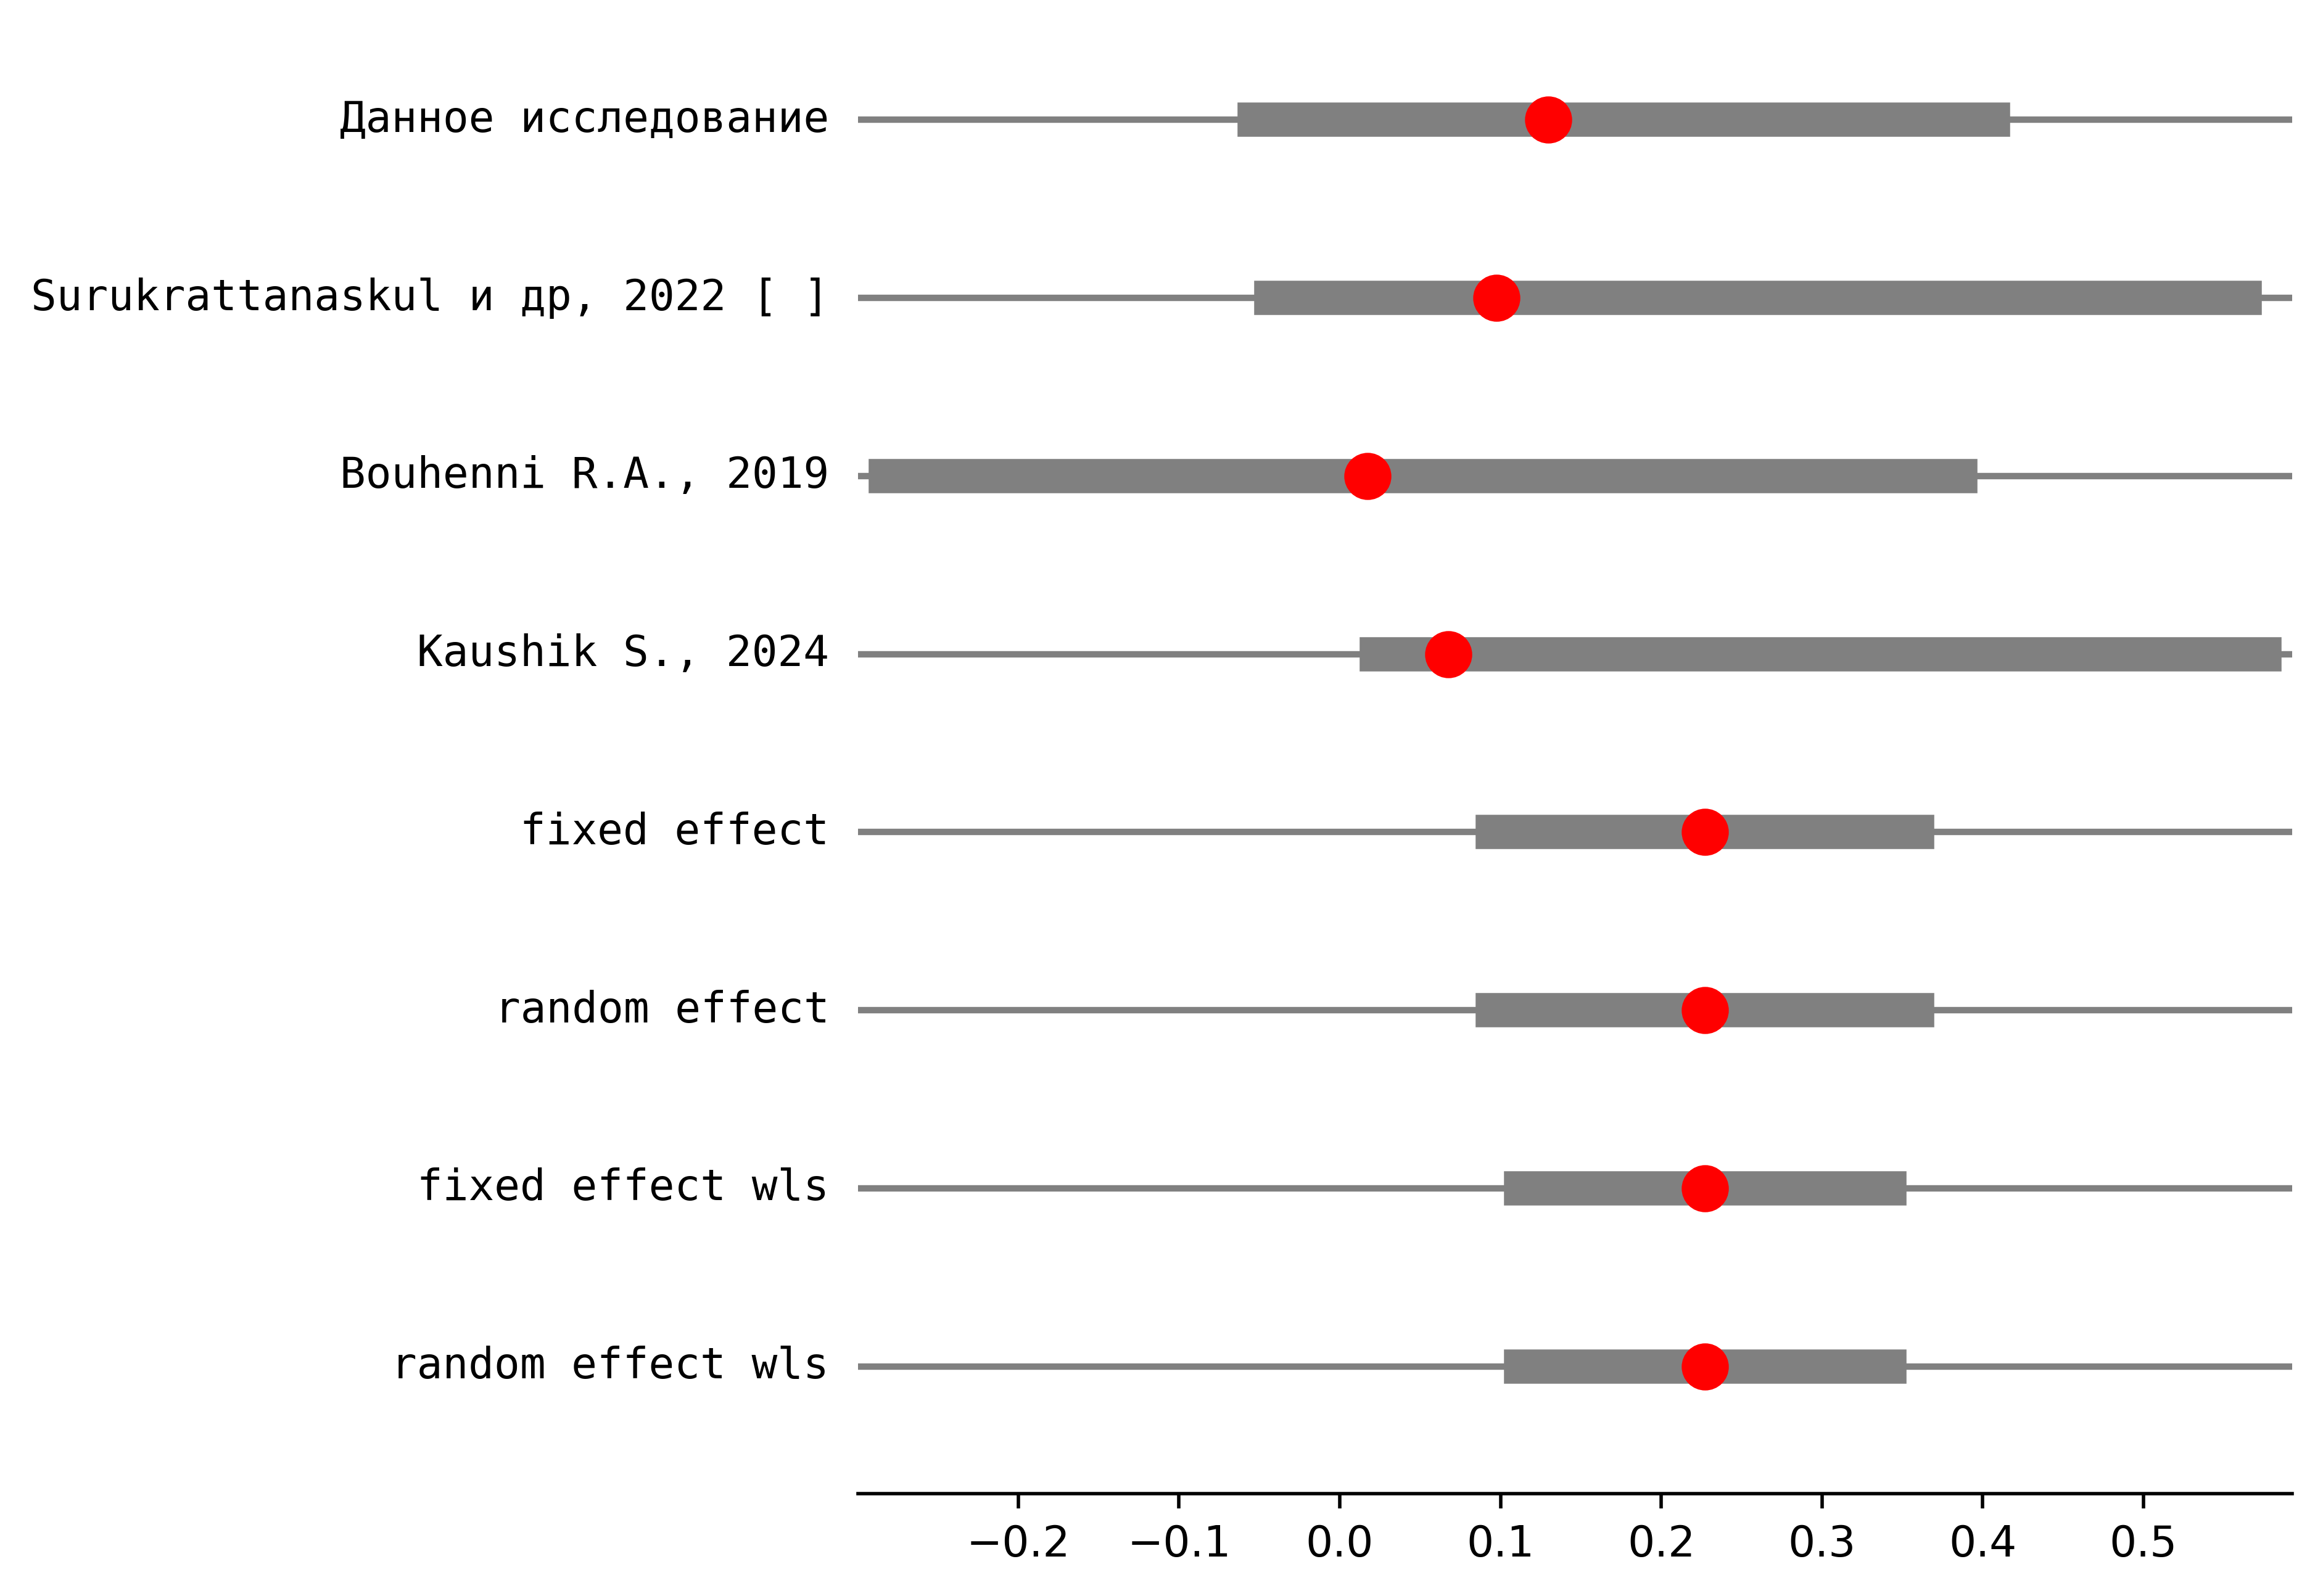 Данное исследование
Surukrattanaskul и др, 2022 [ ]
Bouhenni R.A., 2019
Kaushik S., 2024
fixed effect
random effect
fixed effect wls
random effect wls
−0.2 −0.1 0.0 0.1 0.2 0.3 0.4 0.5